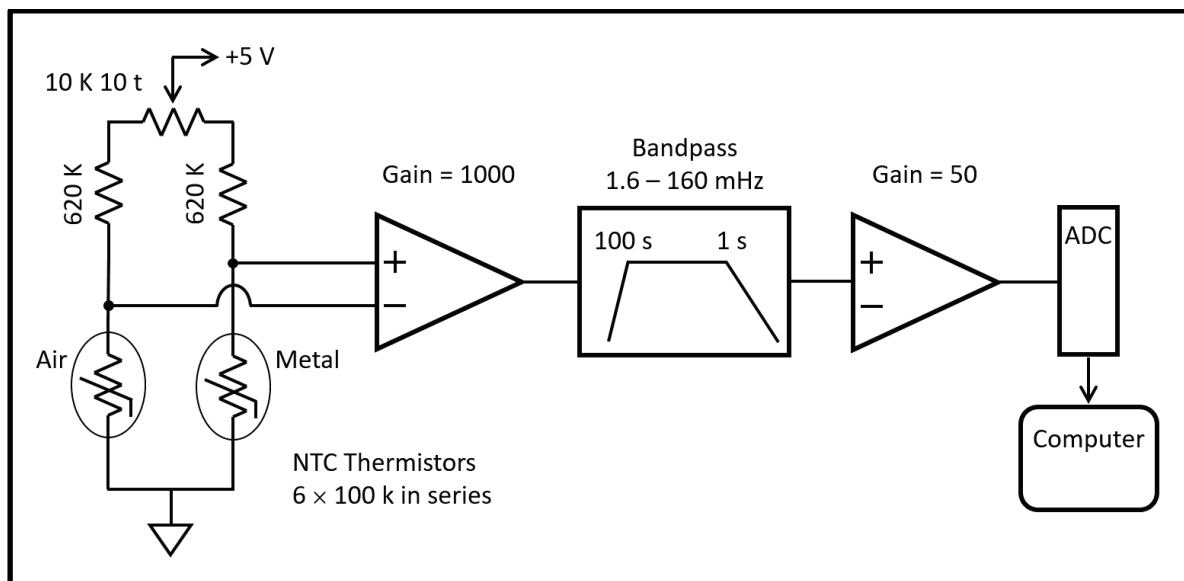 +5 V
10 K 10 t
620 K
620 K
Gain = 1000
Bandpass
1.6 – 160 mHz
Gain = 50
100 s
1 s
ADC
+
−
+
−
Air
Metal
NTC Thermistors
6 × 100 k in series
Computer